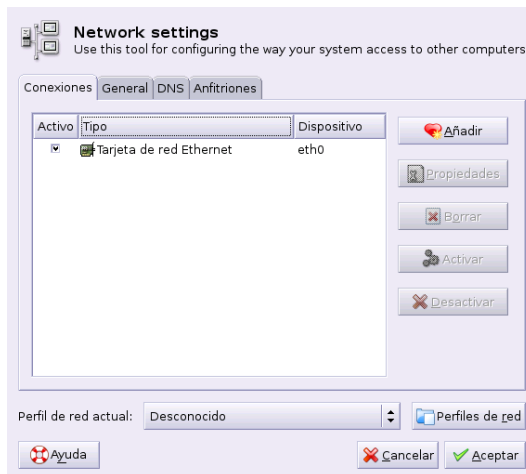 Network settings
Use this tool for configuring the way your system access to other computers
Conexiones General DNS Anfitriones
Activo Tipo Dispositivo
Tarjeta de red Ethernet eth0
Añadir
Propiedades
Borrar
Activar
Desactivar
Perfil de red actual: Desconocido Perfiles de red
Ayuda Cancelar Aceptar